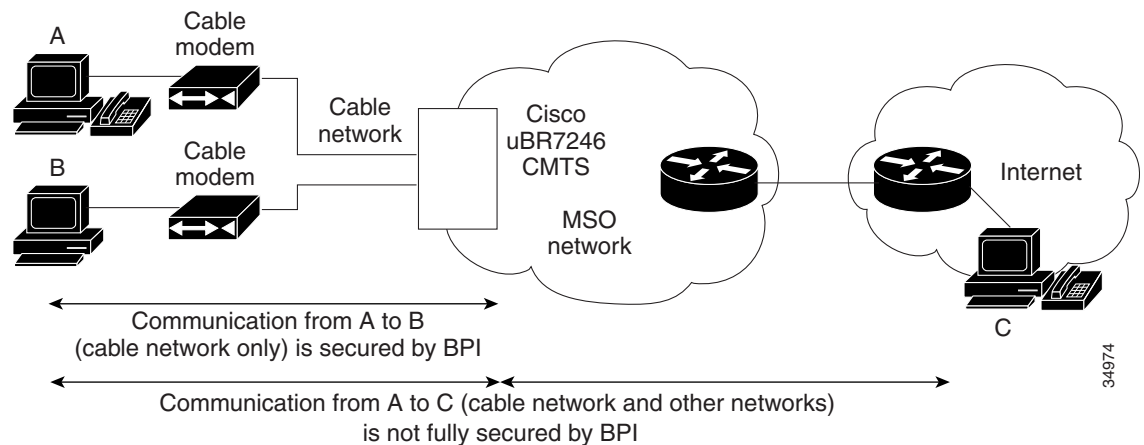 A
Cable
modem
Cable
network
B
Cable
modem
Cisco
uBR7246
CMTS
MSO
network
Internet
C
Communication from A to B
(cable network only) is secured by BPI
Communication from A to C (cable network and other networks)
is not fully secured by BPI
34974